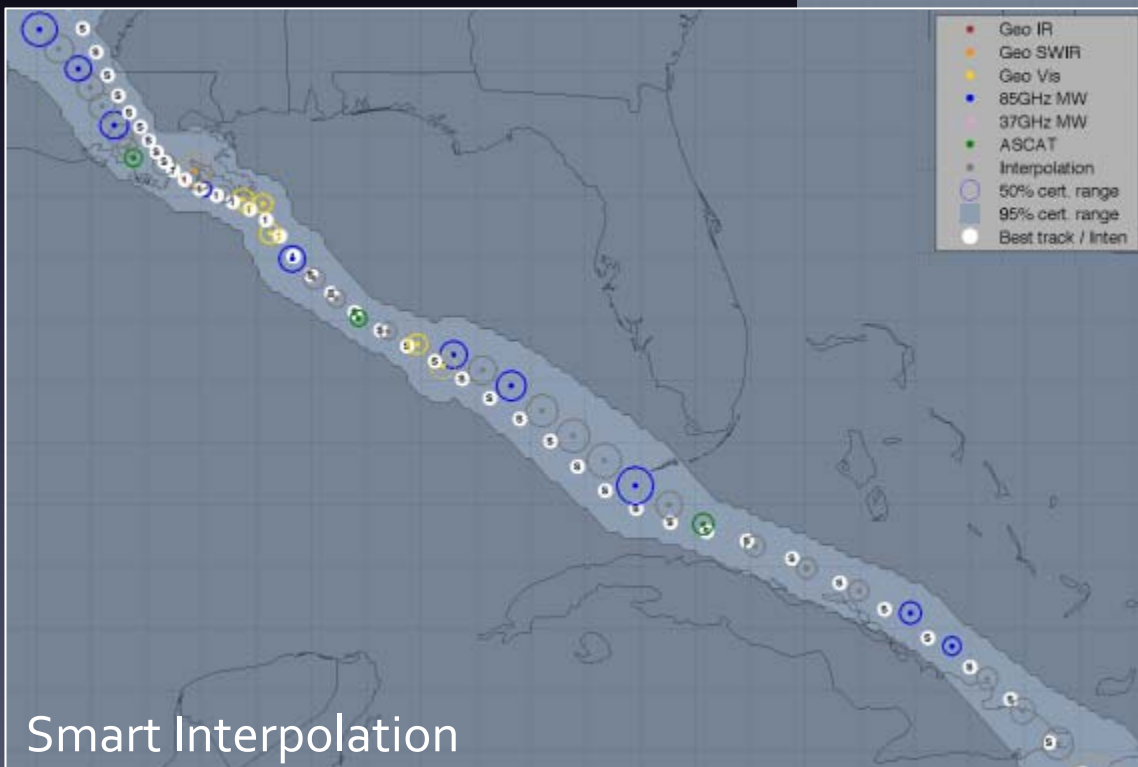 Geo IR
Geo SWIR
Geo Vis
85GHz MW
37GHz MW
ASCAT
Interpolation
50% cert. range
95% cert. range
Best track / Inten
Smart Interpolation